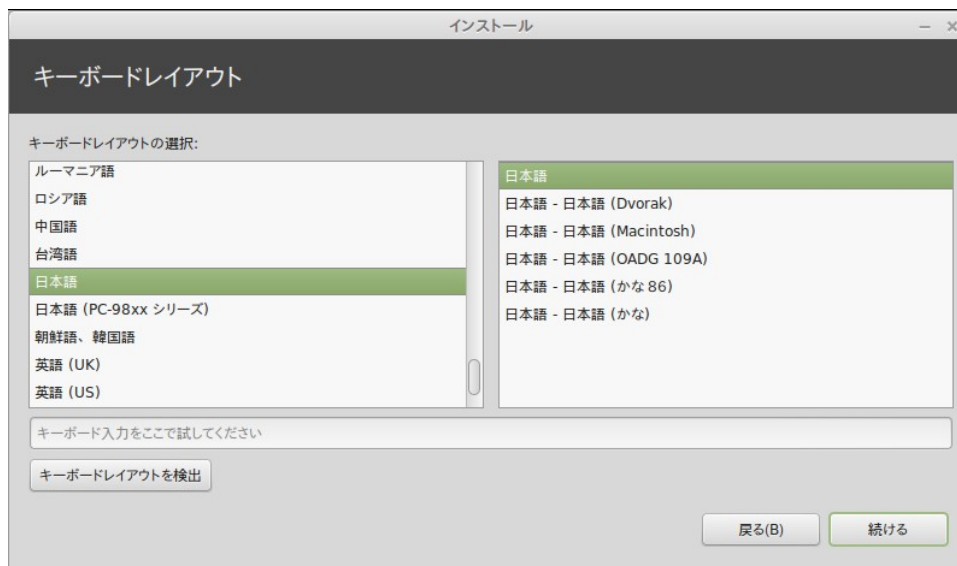 インストール
キーボードレイアウト
キーボードレイアウトの選択:
ルーマニア語
ロシア語
中国語
台湾語
日本語
日本語 (PC-98xx シリーズ)
朝鮮語、韓国語
英語 (UK)
英語 (US)
日本語
日本語 - 日本語 (Dvorak)
日本語 - 日本語 (Macintosh)
日本語 - 日本語 (OADG 109A)
日本語 - 日本語 (かな 86)
日本語 - 日本語 (かな)
キーボード入力をここで試してください
キーボードレイアウトを検出
戻る(B)
続ける